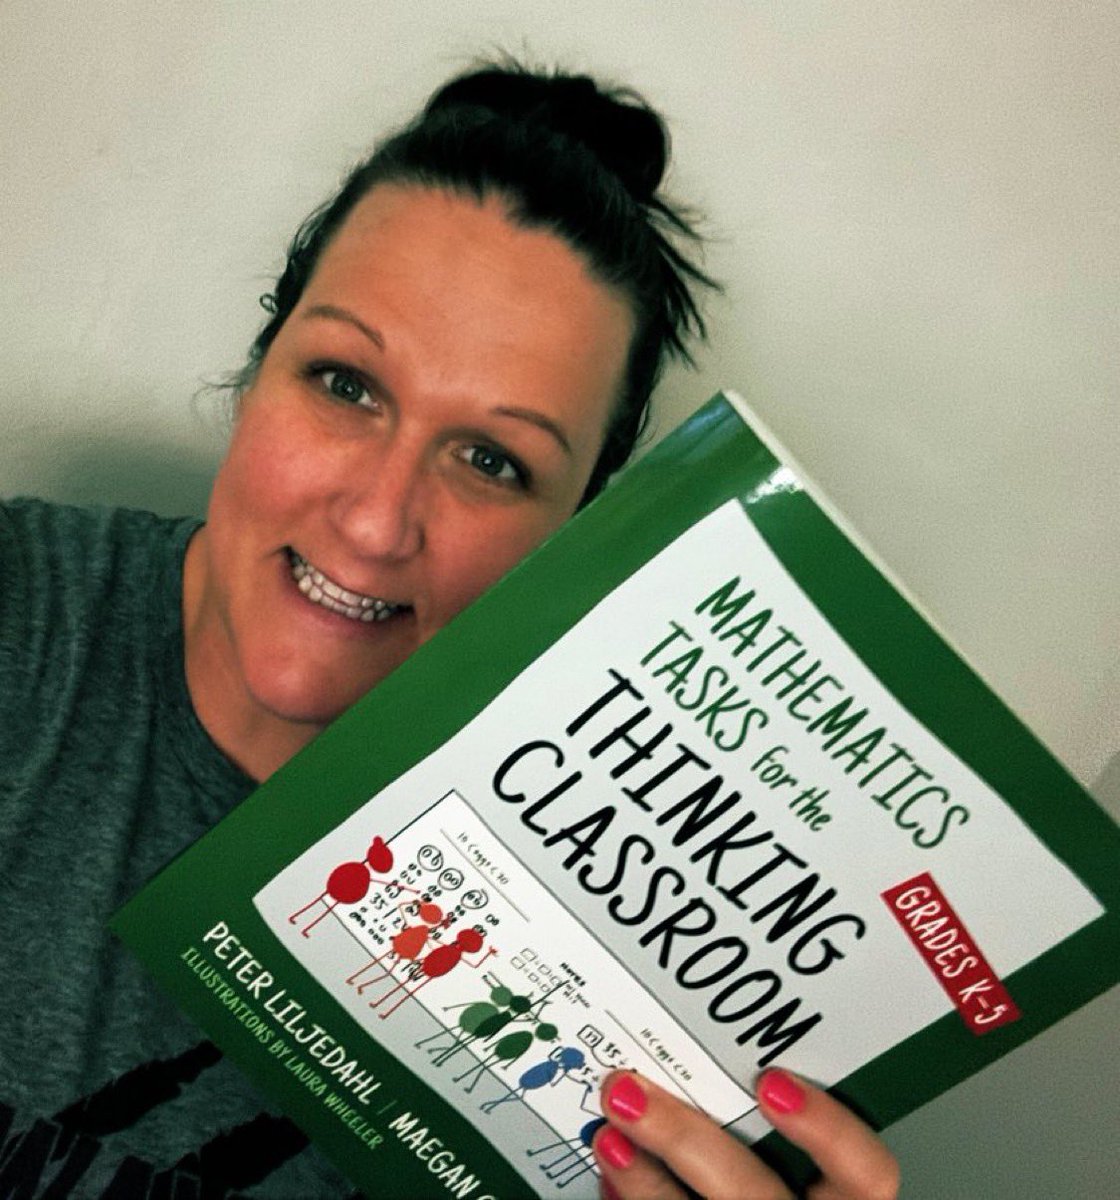 MATHEMATICS
TASKS for the
THINKING
CLASSROOM
GRADES K–5
PETER LILJEDAHL | MAEGAN
ILLUSTRATIONS BY LAURA WHEELER